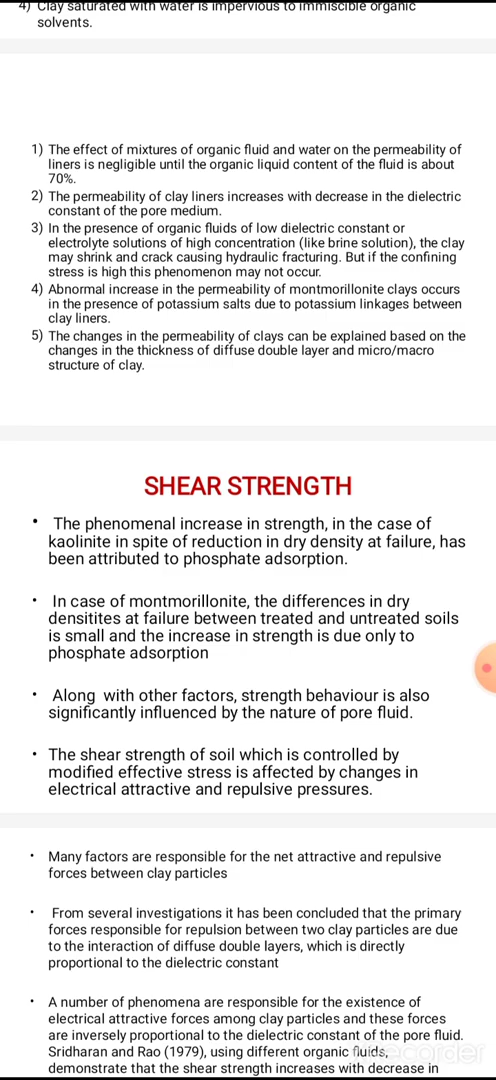 4) Clay saturated with water is impervious to immiscible organic
solvents.
1) The effect of mixtures of organic fluid and water on the permeability of
liners is negligible until the organic liquid content of the fluid is about
70%.
2) The permeability of clay liners increases with decrease in the dielectric
constant of the pore medium.
3) In the presence of organic fluids of low dielectric constant or
electrolyte solutions of high concentration (like brine solution), the clay
may shrink and crack causing hydraulic fracturing. But if the confining
stress is high this phenomenon may not occur.
4) Abnormal increase in the permeability of montmorillonite clays occurs
in the presence of potassium salts due to potassium linkages between
clay liners.
5) The changes in the permeability of clays can be explained based on the
changes in the thickness of diffuse double layer and micro/macro
structure of clay.
SHEAR STRENGTH
• The phenomenal increase in strength, in the case of
kaolinite in spite of reduction in dry density at failure, has
been attributed to phosphate adsorption.
• In case of montmorillonite, the differences in dry
densitites at failure between treated and untreated soils
is small and the increase in strength is due only to
phosphate adsorption
• Along with other factors, strength behaviour is also
significantly influenced by the nature of pore fluid.
• The shear strength of soil which is controlled by
modified effective stress is affected by changes in
electrical attractive and repulsive pressures.
• Many factors are responsible for the net attractive and repulsive
forces between clay particles
• From several investigations it has been concluded that the primary
forces responsible for repulsion between two clay particles are due
to the interaction of diffuse double layers, which is directly
proportional to the dielectric constant
• A number of phenomena are responsible for the existence of
electrical attractive forces among clay particles and these forces
are inversely proportional to the dielectric constant of the pore fluid.
Sridharan and Rao (1979), using different organic fluids,
demonstrate that the shear strength increases with decrease in